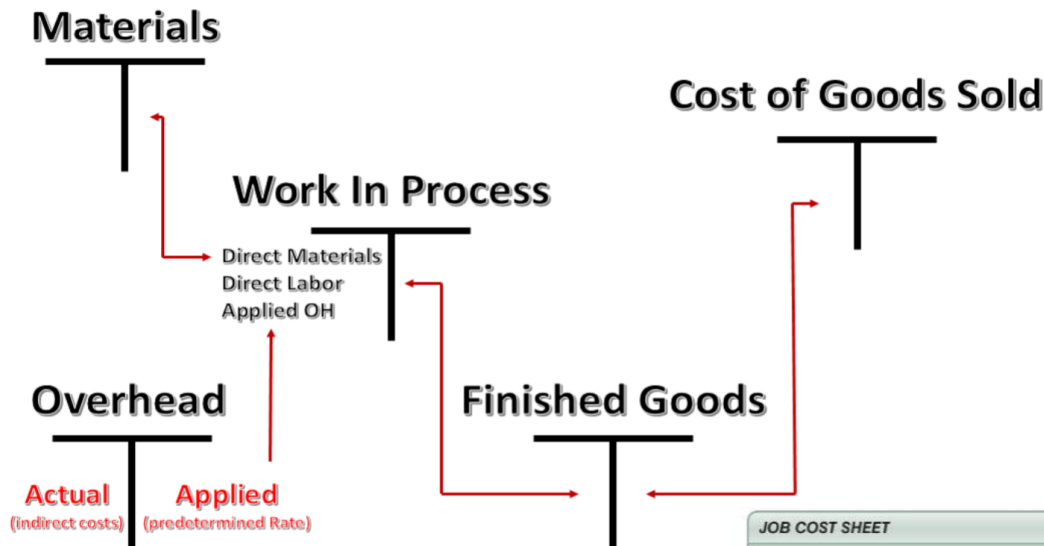 Materials
Cost of Goods Sold
Work In Process
Direct Materials
Direct Labor
Applied OH
Overhead
Finished Goods
Actual
(indirect costs)
Applied
(predetermined Rate)
JOB COST SHEET